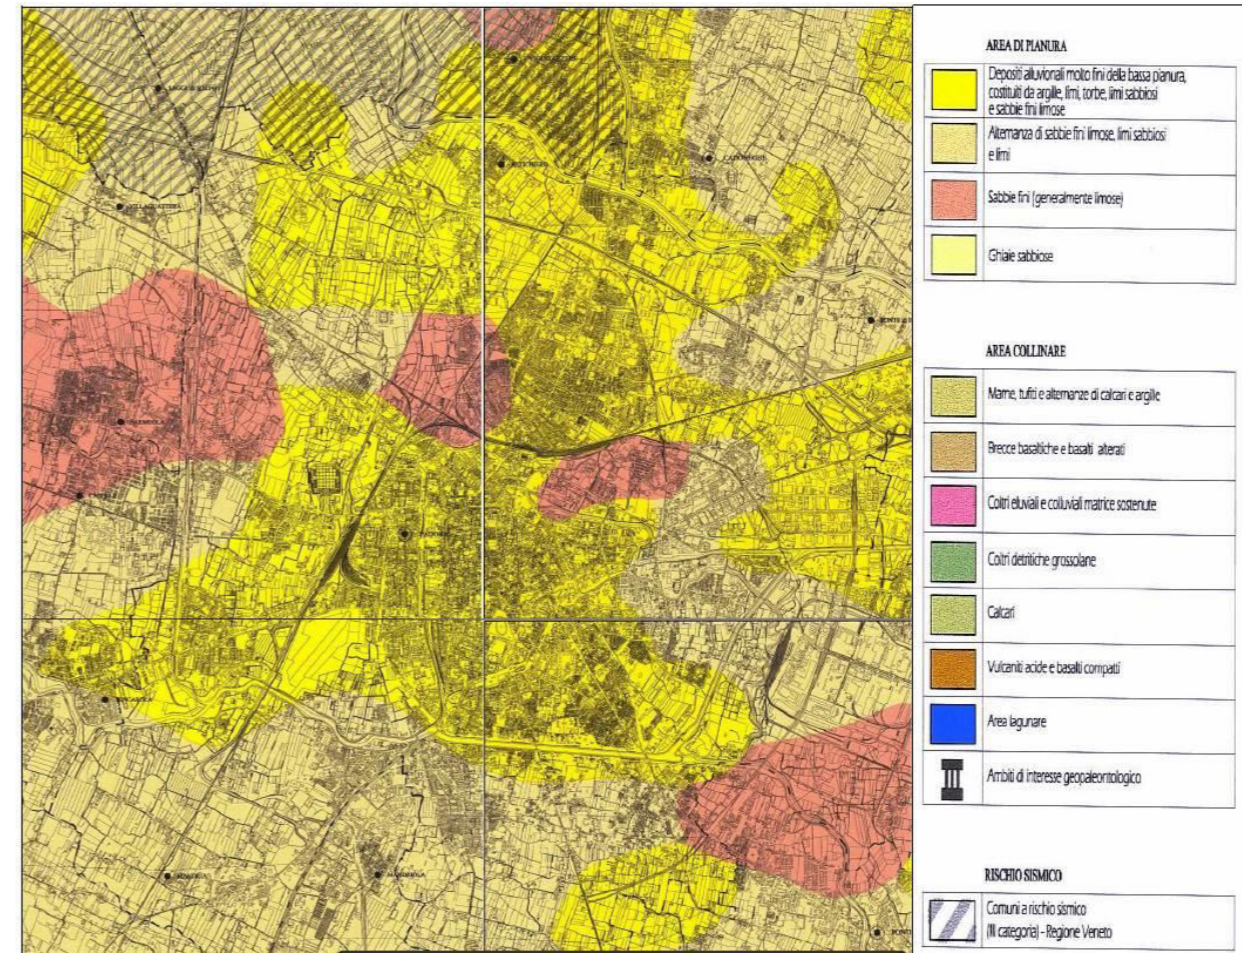 AREA DI PIANURA
Depositi alluvionali molto fini della bassa pianura,
costituiti da argille, limi, torbe, limi sabbiosi
e sabbie fini limose
Alternanza di sabbie fini limose, limi sabbiosi
e limi
Sabbie fini (generalmente limose)
Ghiaie sabbiose
AREA COLLINARE
Marne, tufiti e alternanze di calcari e argille
Brecce basaltiche e basalti alterati
Coltri eluviali e colluviali matrice sostenute
Coltri detritiche grossolane
Calcari
Vulcaniti acide e basalti compatti
Area lagunare
Ambiti di interesse geopaleontologico
RISCHIO SISMICO
Comuni a rischio sismico
(III categoria) - Regione Veneto